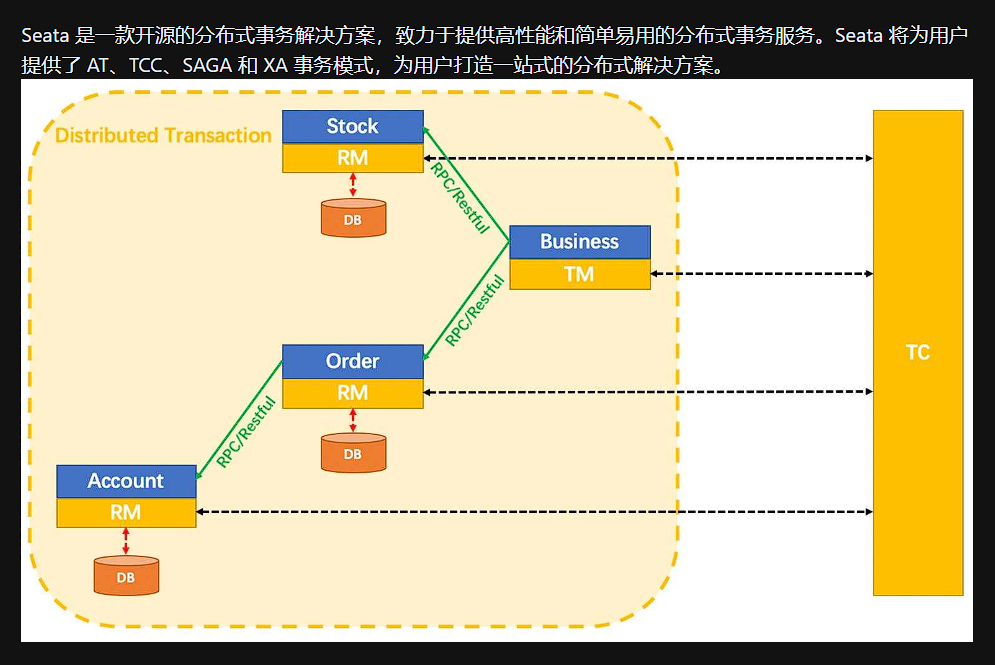 Seata 是一款开源的分布式事务解决方案，致力于提供高性能和简单易用的分布式事务服务。Seata 将为用户
提供了 AT、TCC、SAGA 和 XA 事务模式，为用户打造一站式的分布式解决方案。
Distributed Transaction
Stock
RM
DB
RPC/Restful
Business
TM
RPC/Restful
Order
RM
DB
RPC/Restful
Account
RM
DB
TC